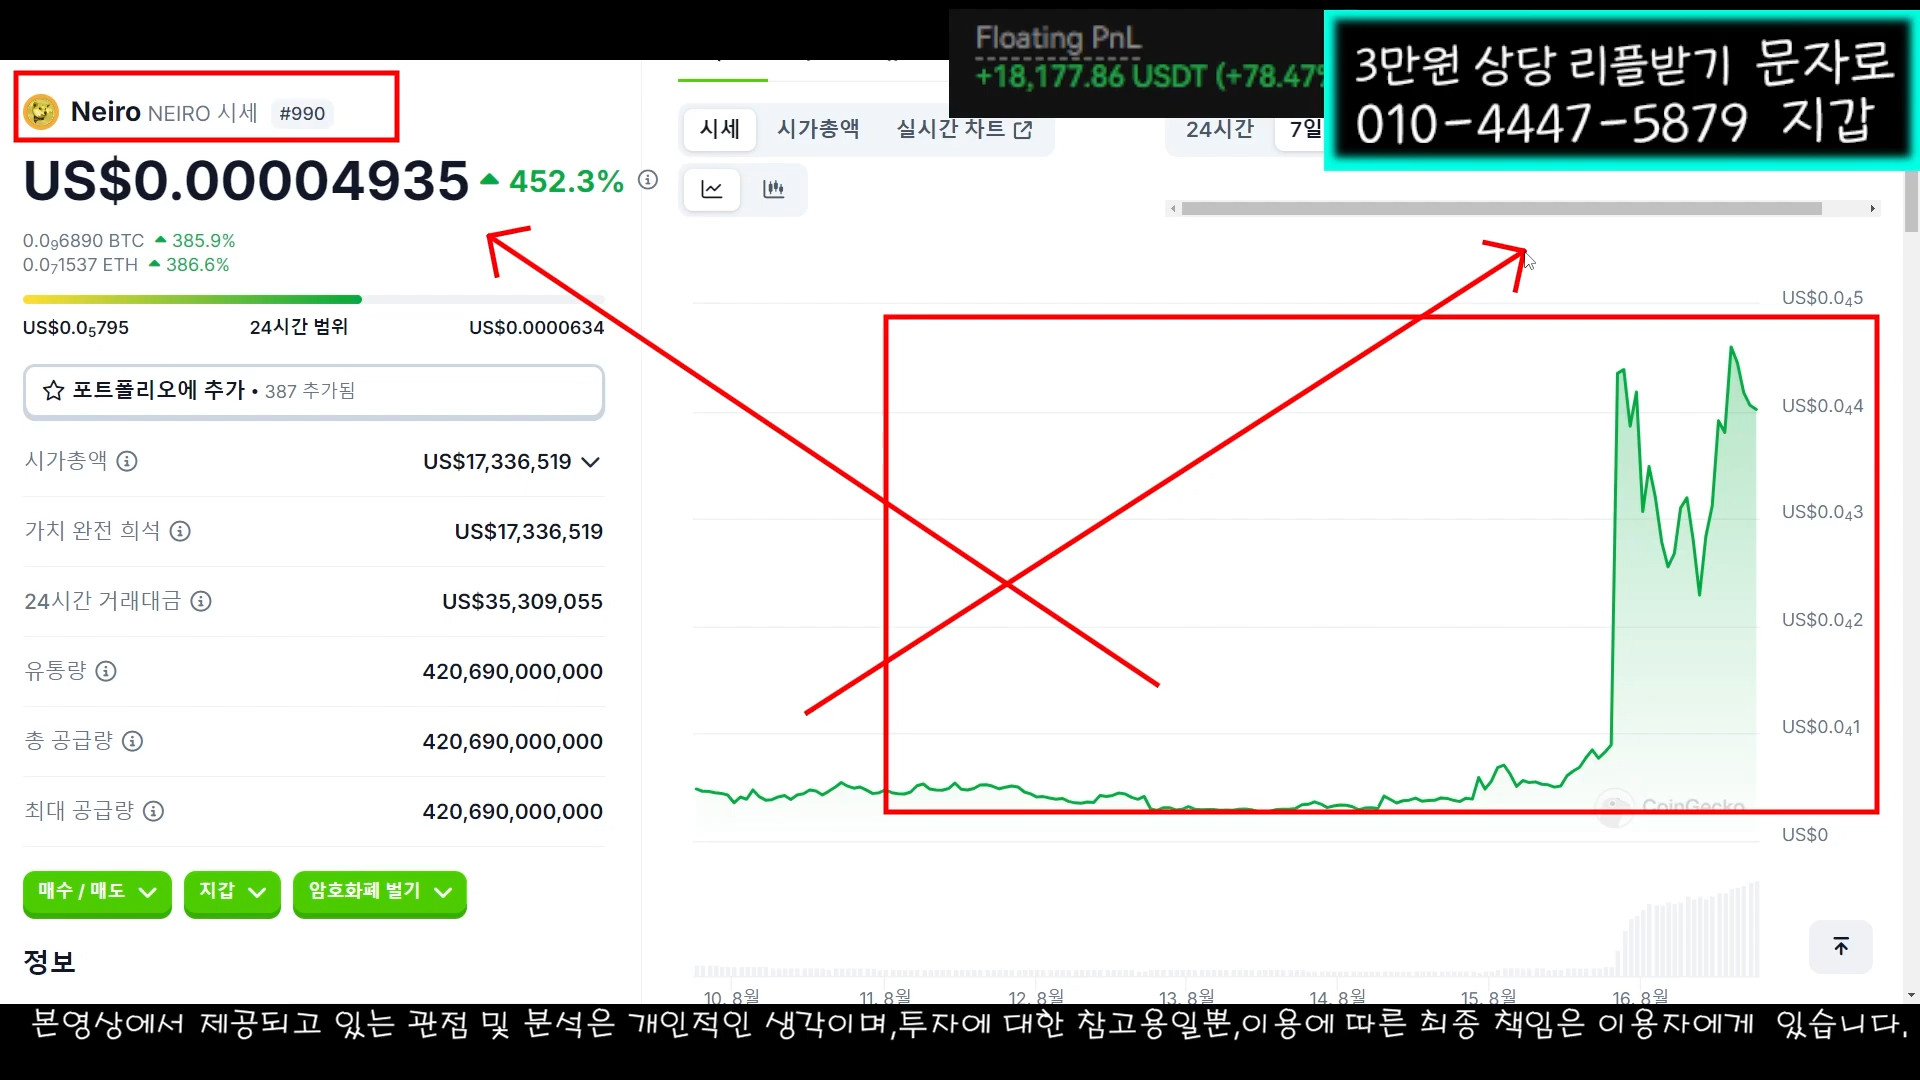 Floating PnL
+18,177.86 USDT (+78.47%
3만원 상당 리플받기 문자로
010-4447-5879 지갑
Neiro NEIRO 시세 #990
US$0.00004935 452.3%
0.0₉6890 BTC 385.9%
0.0₇1537 ETH 386.6%
US$0.0₅795 24시간 범위 US$0.0000634
포트폴리오에 추가 • 387 추가됨
시가총액 US$17,336,519
가치 완전 희석 US$17,336,519
24시간 거래대금 US$35,309,055
유통량 420,690,000,000
총 공급량 420,690,000,000
최대 공급량 420,690,000,000
매수 / 매도 지갑 암호화폐 벌기
정보
시세 시가총액 실시간 차트 24시간 7일
US$0.0₄5
US$0.0₄4
US$0.0₄3
US$0.0₄2
US$0.0₄1
CoinGecko
US$0
10. 8월 11. 8월 12. 8월 13. 8월 14. 8월 15. 8월 16. 8월
본영상에서 제공되고 있는 관점 및 분석은 개인적인 생각이며,투자에 대한 참고용일뿐,이용에 따른 최종 책임은 이용자에게 있습니다.